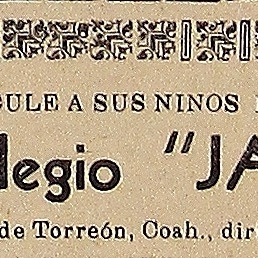 CULE A SUS NINOS
legio "JA
de Torreón, Coah., dir